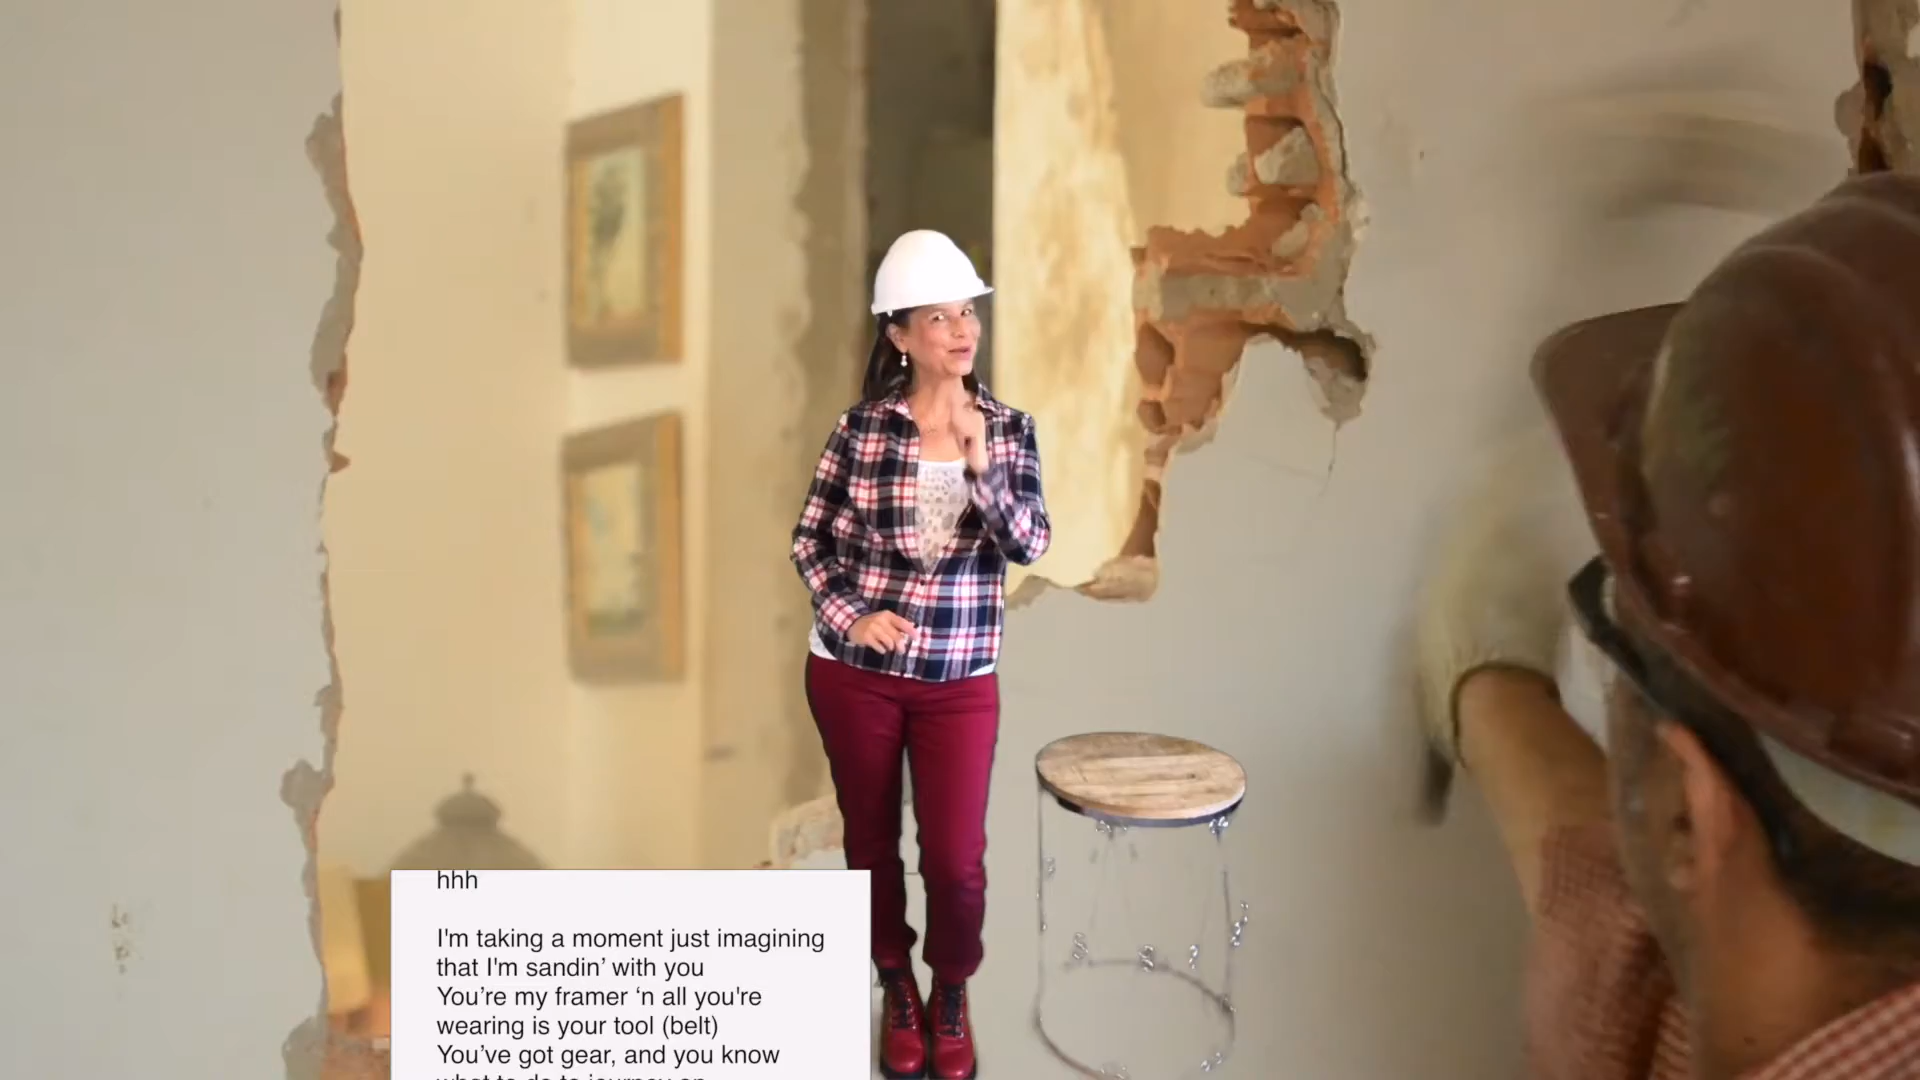 hhh
I'm taking a moment just imagining
that I'm sandin’ with you
You’re my framer ‘n all you're
wearing is your tool (belt)
You’ve got gear, and you know